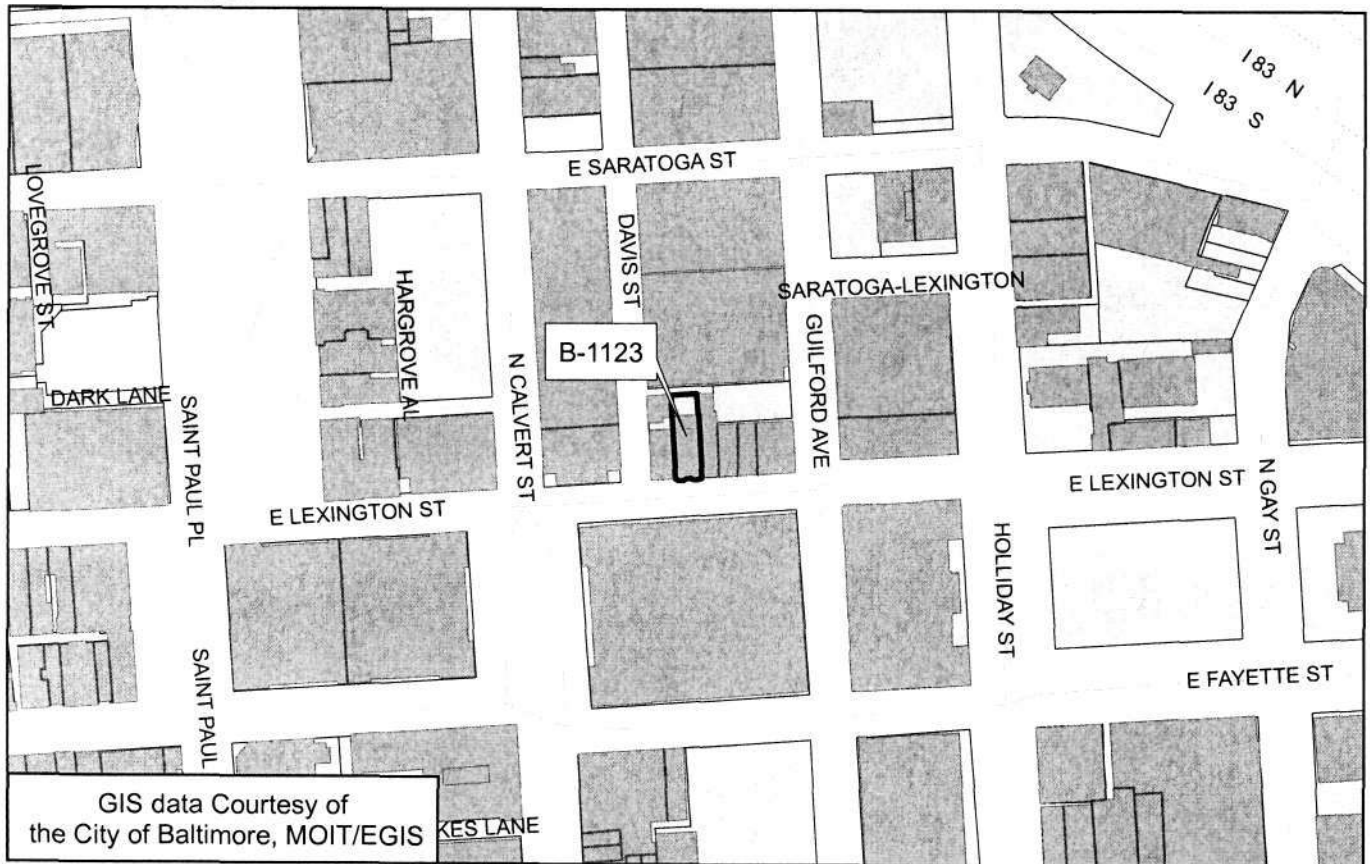 I 83 N
I 83 S
E SARATOGA ST
LOVEGROVE ST
DAVIS ST
HARGROVE AL
SARATOGA-LEXINGTON
GUILFORD AVE
B-1123
N CALVERT ST
DARK LANE
SAINT PAUL PL
E LEXINGTON ST
E LEXINGTON ST
N GAY ST
HOLLIDAY ST
SAINT PAUL
E FAYETTE ST
GIS data Courtesy of
the City of Baltimore, MOIT/EGIS
KES LANE